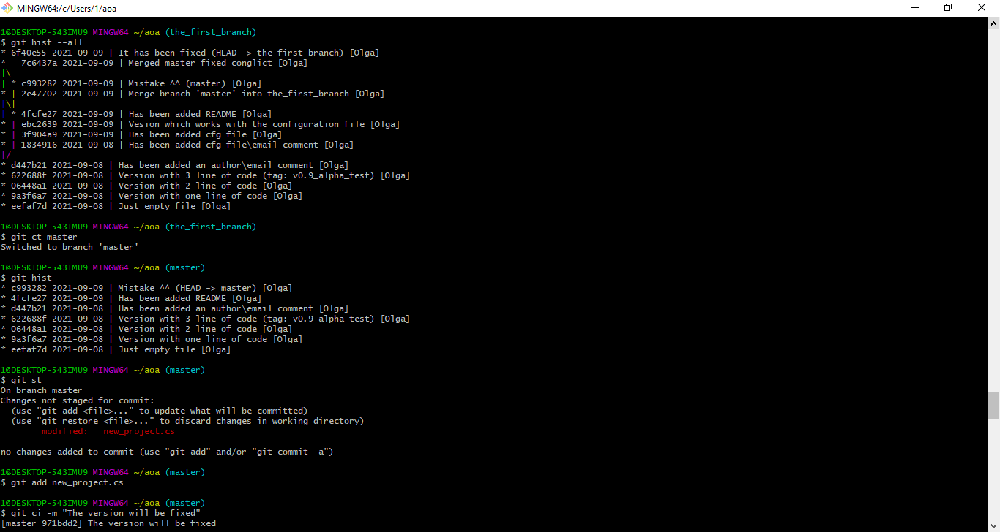 MINGW64:/c/Users/1/aoa
1@DESKTOP-543IMU9 MINGW64 ~/aoa (the_first_branch)
$ git hist --all
* 6f40e55 2021-09-09 | It has been fixed (HEAD -> the_first_branch) [Olga]
*   7c6437a 2021-09-09 | Merged master fixed conglict [Olga]
|\
| * c993282 2021-09-09 | Mistake ^^ (master) [Olga]
* | 2e47702 2021-09-09 | Merge branch 'master' into the_first_branch [Olga]
|\|
| * 4fcfe27 2021-09-09 | Has been added README [Olga]
* | ebc2639 2021-09-09 | Vesion which works with the configuration file [Olga]
* | 3f904a9 2021-09-09 | Has been added cfg file [Olga]
* | 1834916 2021-09-08 | Has been added cfg file\email comment [Olga]
|/
* d447b21 2021-09-08 | Has been added an author\email comment [Olga]
* 622688f 2021-09-08 | Version with 3 line of code (tag: v0.9_alpha_test) [Olga]
* 06448a1 2021-09-08 | Version with 2 line of code [Olga]
* 9a3f6a7 2021-09-08 | Version with one line of code [Olga]
* eefaf7d 2021-09-08 | Just empty file [Olga]
1@DESKTOP-543IMU9 MINGW64 ~/aoa (the_first_branch)
$ git ct master
Switched to branch 'master'
1@DESKTOP-543IMU9 MINGW64 ~/aoa (master)
$ git hist
* c993282 2021-09-09 | Mistake ^^ (HEAD -> master) [Olga]
* 4fcfe27 2021-09-09 | Has been added README [Olga]
* d447b21 2021-09-08 | Has been added an author\email comment [Olga]
* 622688f 2021-09-08 | Version with 3 line of code (tag: v0.9_alpha_test) [Olga]
* 06448a1 2021-09-08 | Version with 2 line of code [Olga]
* 9a3f6a7 2021-09-08 | Version with one line of code [Olga]
* eefaf7d 2021-09-08 | Just empty file [Olga]
1@DESKTOP-543IMU9 MINGW64 ~/aoa (master)
$ git st
On branch master
Changes not staged for commit:
  (use "git add <file>..." to update what will be committed)
  (use "git restore <file>..." to discard changes in working directory)
        modified:   new_project.cs
no changes added to commit (use "git add" and/or "git commit -a")
1@DESKTOP-543IMU9 MINGW64 ~/aoa (master)
$ git add new_project.cs
1@DESKTOP-543IMU9 MINGW64 ~/aoa (master)
$ git ci -m "The version will be fixed"
[master 971bdd2] The version will be fixed